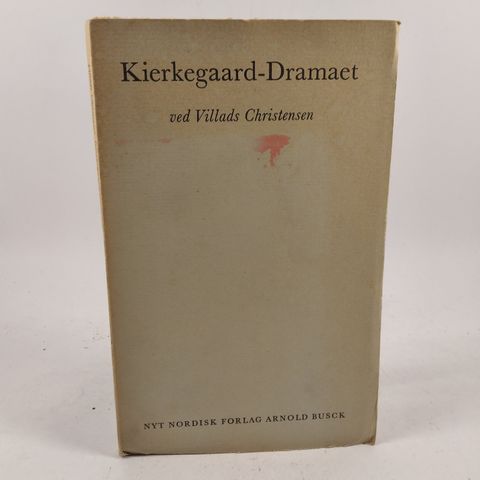 Kierkegaard-Dramaet
ved Villads Christensen
NYT NORDISK FORLAG ARNOLD BUSCK